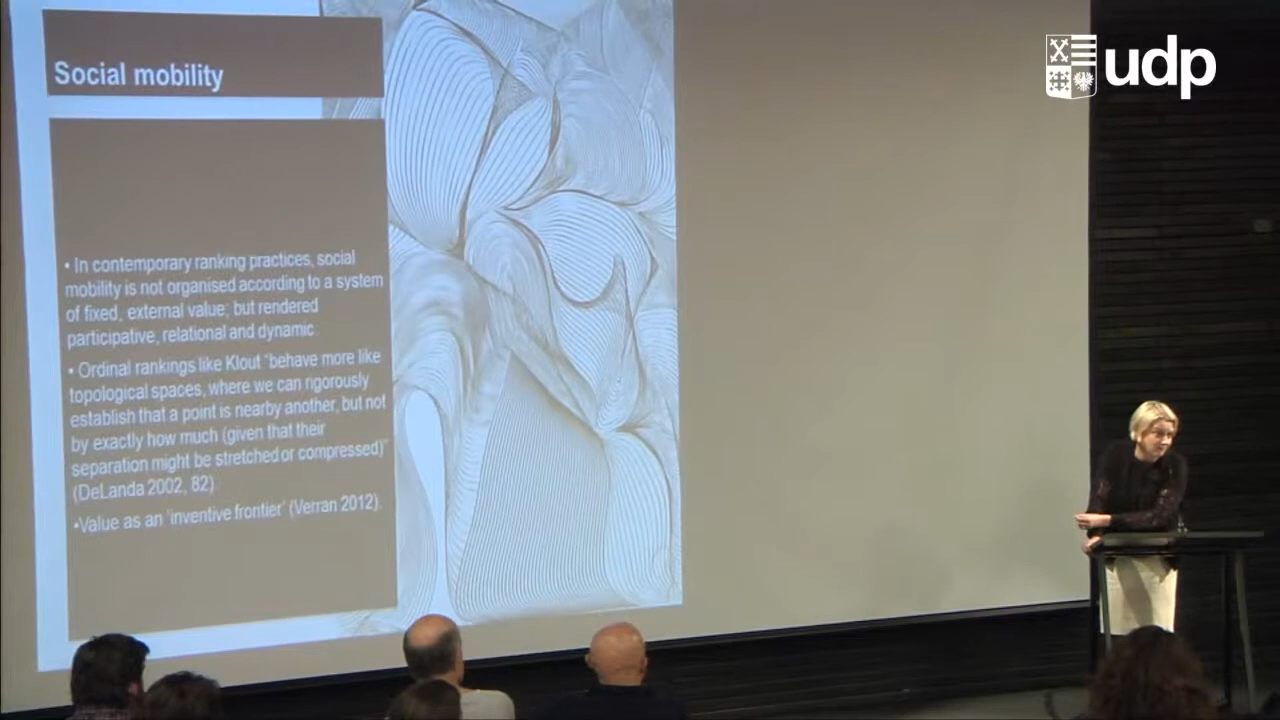 udp
Social mobility
• In contemporary ranking practices, social
mobility is not organised according to a system
of fixed, external value; but rendered
participative, relational and dynamic.
• Ordinal rankings like Klout “behave more like
topological spaces, where we can rigorously
establish that a point is nearby another, but not
by exactly how much (given that their
separation might be stretched or compressed)”
(DeLanda 2002, 82).
•Value as an ‘inventive frontier’ (Verran 2012).